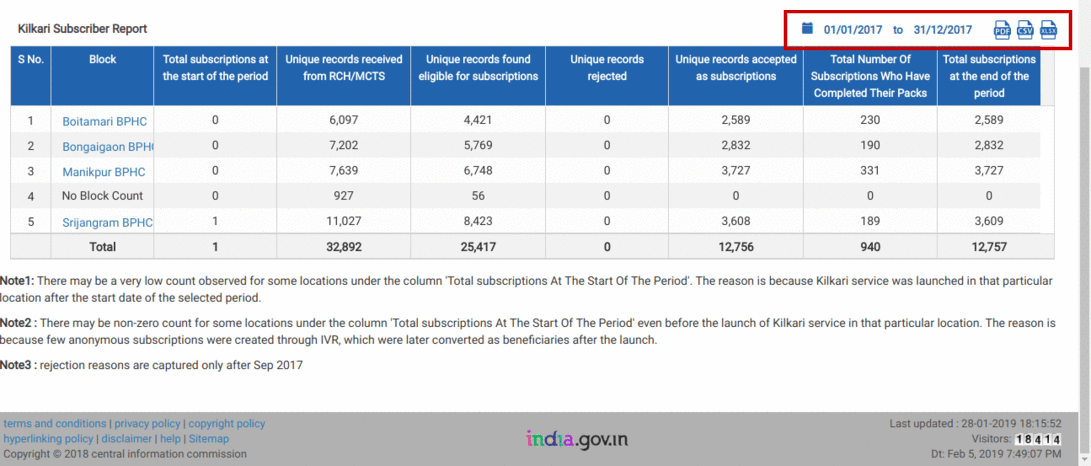 Kilkari Subscriber Report
01/01/2017 to 31/12/2017
PDF CSV XLSX
S No. Block Total subscriptions at the start of the period Unique records received from RCH/MCTS Unique records found eligible for subscriptions Unique records rejected Unique records accepted as subscriptions Total Number Of Subscriptions Who Have Completed Their Packs Total subscriptions at the end of the period
1 Boitamari BPHC 0 6,097 4,421 0 2,589 230 2,589
2 Bongaigaon BPH 0 7,202 5,769 0 2,832 190 2,832
3 Manikpur BPHC 0 7,639 6,748 0 3,727 331 3,727
4 No Block Count 0 927 56 0 0 0 0
5 Srijangram BPHC 1 11,027 8,423 0 3,608 189 3,609
Total 1 32,892 25,417 0 12,756 940 12,757
Note1: There may be a very low count observed for some locations under the column 'Total subscriptions At The Start Of The Period'. The reason is because Kilkari service was launched in that particular
location after the start date of the selected period.
Note2 : There may be non-zero count for some locations under the column 'Total subscriptions At The Start Of The Period' even before the launch of Kilkari service in that particular location. The reason is
because few anonymous subscriptions were created through IVR, which were later converted as beneficiaries after the launch.
Note3 : rejection reasons are captured only after Sep 2017
terms and conditions | privacy policy | copyright policy
hyperlinking policy | disclaimer | help | Sitemap
Copyright © 2018 central information commission
india.gov.in
Last updated : 28-01-2019 18:15:52
Visitors: 18414
Dt: Feb 5, 2019 7:49:07 PM